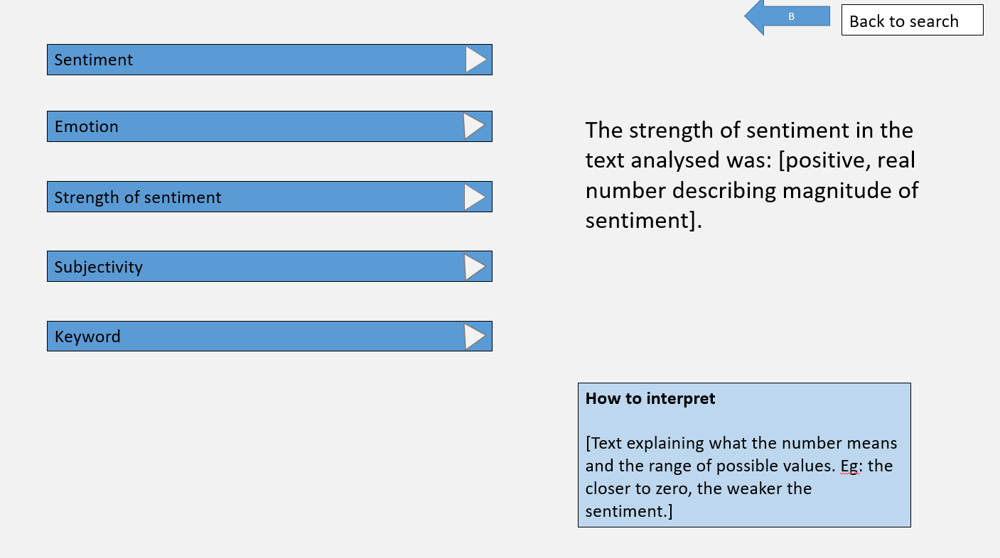 B
Back to search
Sentiment
Emotion
Strength of sentiment
Subjectivity
Keyword
The strength of sentiment in the
text analysed was: [positive, real
number describing magnitude of
sentiment].
How to interpret
[Text explaining what the number means
and the range of possible values. Eg: the
closer to zero, the weaker the
sentiment.]